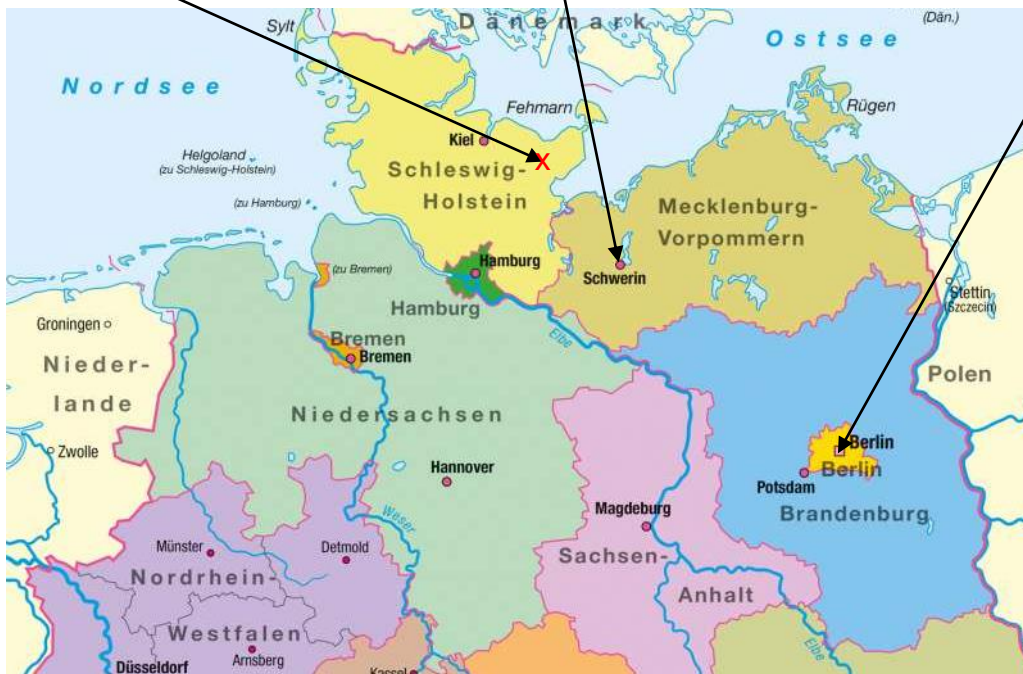 Dänemark
(Dän.)
Sylt
Ostsee
Nordsee
Fehmarn
Rügen
Kiel
X
Helgoland
(zu Schleswig-Holstein)
Schleswig-
Holstein
(zu Hamburg)
Mecklenburg-
Vorpommern
Hamburg
(zu Bremen)
Schwerin
Stettin
(Szczecin)
Hamburg
Groningen
Elbe
Bremen
Bremen
Nieder-
lande
Polen
Niedersachsen
Zwolle
Berlin
Berlin
Hannover
Potsdam
Magdeburg
Brandenburg
Weser
Münster
Detmold
Sachsen-
Nordrhein-
Anhalt
Westfalen
Elbe
Arnsberg
Düsseldorf
Kassel